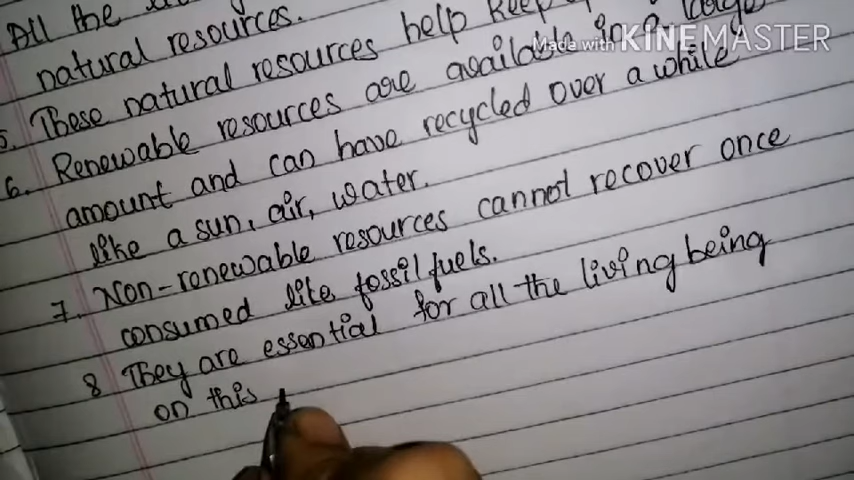 All the
natural resources.
5. These natural resources help keep
6. Renewable resources are available in a large
amount and can have recycled over a while
like a sun, air, water.
7. Non-renewable resources cannot recover once
consumed like fossil fuels.
8 They are essential for all the living being
on this
Made with KINEMASTER